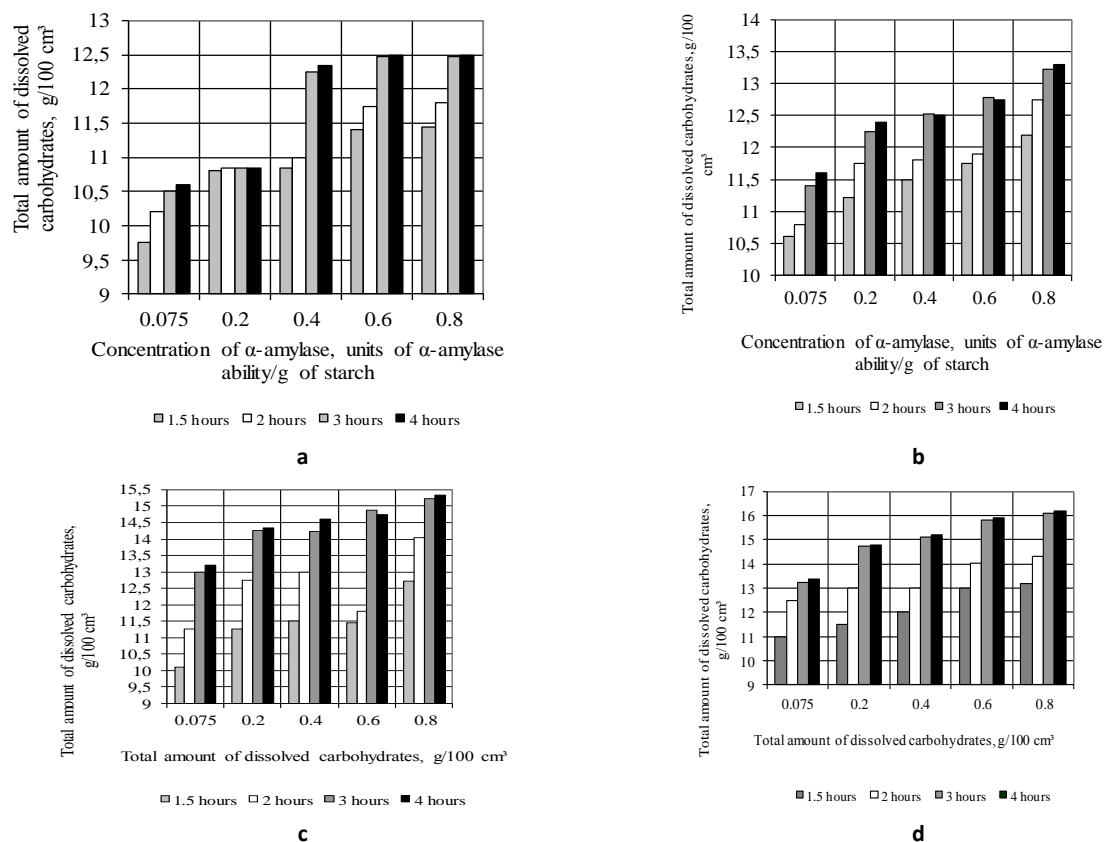 Total amount of dissolved
carbohydrates, g/100 cm³
13
12,5
12
11,5
11
10,5
10
9,5
9
0.075 0.2 0.4 0.6 0.8
Concentration of α-amylase, units of α-amylase
ability/g of starch
1.5 hours 2 hours 3 hours 4 hours
a
Total amount of dissolved carbohydrates, g/100
cm³
14
13,5
13
12,5
12
11,5
11
10,5
10
0.075 0.2 0.4 0.6 0.8
Concentration of α-amylase, units of α-amylase
ability/g of starch
1.5 hours 2 hours 3 hours 4 hours
b
Total amount of dissolved carbohydrates,
g/100 cm³
15,5
15
14,5
14
13,5
13
12,5
12
11,5
11
10,5
10
9,5
9
0.075 0.2 0.4 0.6 0.8
Total amount of dissolved carbohydrates, g/100 cm³
1.5 hours 2 hours 3 hours 4 hours
c
Total amount of dissolved carbohydrates,
g/100 cm³
17
16
15
14
13
12
11
10
9
0.075 0.2 0.4 0.6 0.8
Total amount of dissolved carbohydrates, g/100 cm³
1.5 hours 2 hours 3 hours 4 hours
d